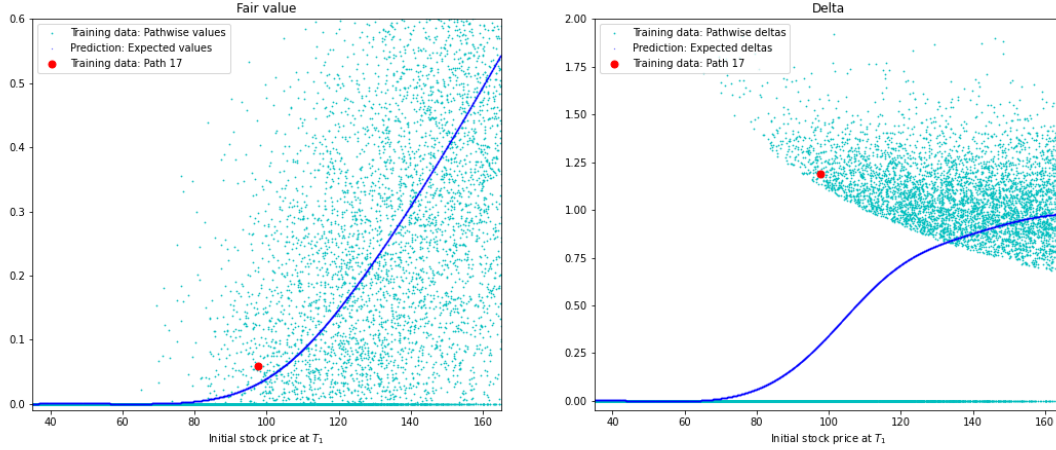 Fair value
0.6
0.5
0.4
0.3
0.2
0.1
0.0
Training data: Pathwise values
Prediction: Expected values
Training data: Path 17
40 60 80 100 120 140 160
Initial stock price at T₁
Delta
2.00
1.75
1.50
1.25
1.00
0.75
0.50
0.25
0.00
Training data: Pathwise deltas
Prediction: Expected deltas
Training data: Path 17
40 60 80 100 120 140 160
Initial stock price at T₁